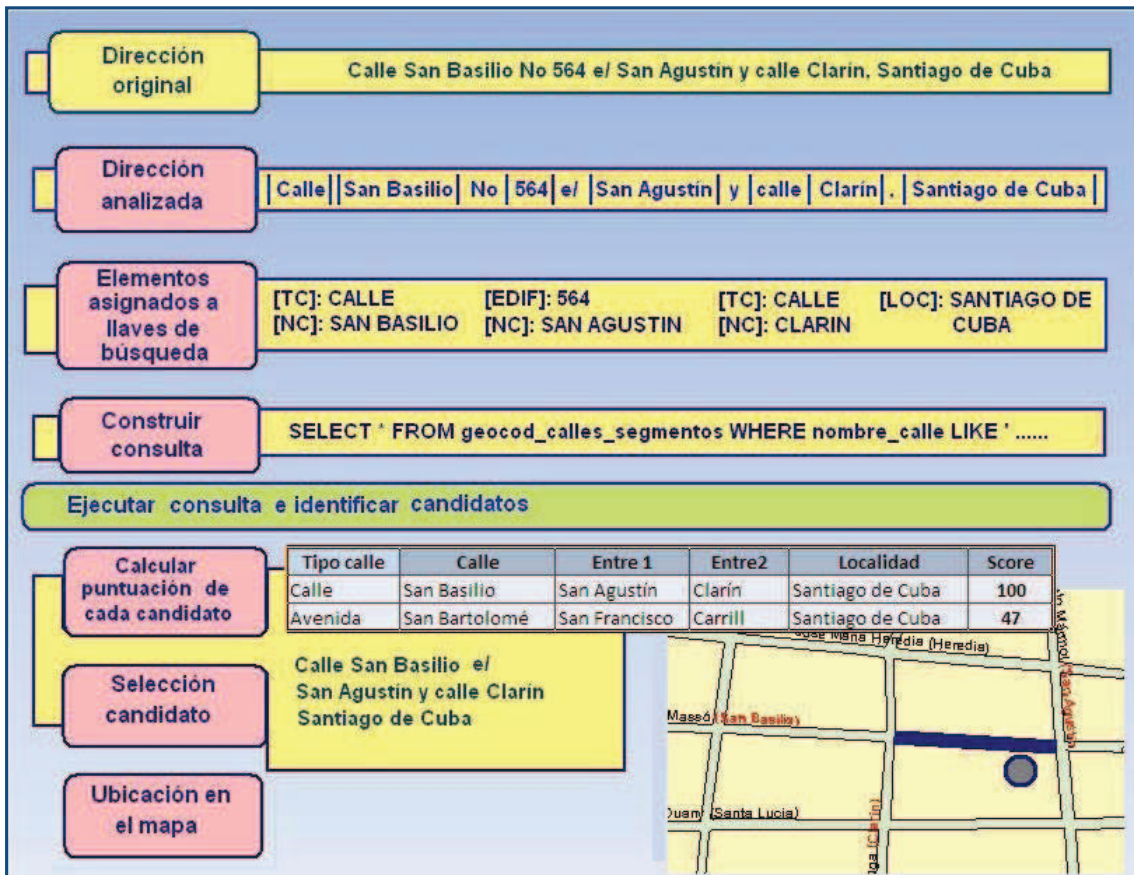 Dirección
original
Calle San Basilio No 564 e/ San Agustín y calle Clarín, Santiago de Cuba
Dirección
analizada
|Calle||San Basilio| No |564| e/ |San Agustín| y |calle| Clarín|, |Santiago de Cuba|
Elementos
asignados a
llaves de
búsqueda
[TC]: CALLE [EDIF]: 564 [TC]: CALLE [LOC]: SANTIAGO DE
[NC]: SAN BASILIO [NC]: SAN AGUSTIN [NC]: CLARIN CUBA
Construir
consulta
SELECT * FROM geocod_calles_segmentos WHERE nombre_calle LIKE ' ......
Ejecutar consulta e identificar candidatos
Calcular
puntuación de
cada candidato
Tipo calle Calle Entre 1 Entre2 Localidad Score
Calle San Basilio San Agustín Clarín Santiago de Cuba 100
Avenida San Bartolomé San Francisco Carrill Santiago de Cuba 47
Selección
candidato
Calle San Basilio e/
San Agustín y calle Clarín
Santiago de Cuba
Ubicación en
el mapa
Maria Heredia (Heredia)
Mármol (San Agustín)
Massó (San Basilio)
(Santa Lucia)
(Clarín)